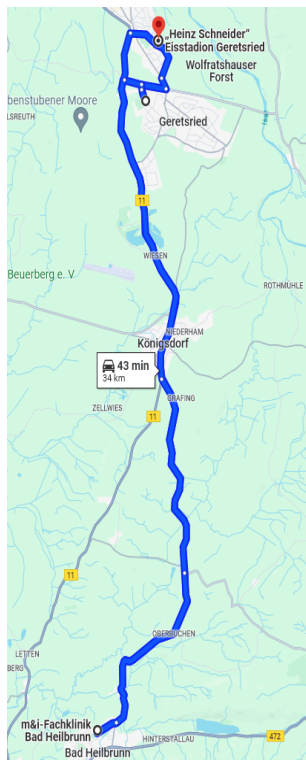 „Heinz Schneider“
Eisstadion Geretsried
Wolfratshauser
Forst
ebenstubener Moore
LSREUTH
Geretsried
11
WIESEN
Beuerberg e. V
ROTHMÜHLE
NIEDERHAM
Königsdorf
43 min
34 km
GRAFING
ZELLWIES
11
11
OBERBUCHEN
LETTEN
BERG
m&i-Fachklinik
Bad Heilbrunn
472
HINTERSTALLAU
Bad Heilbrunn